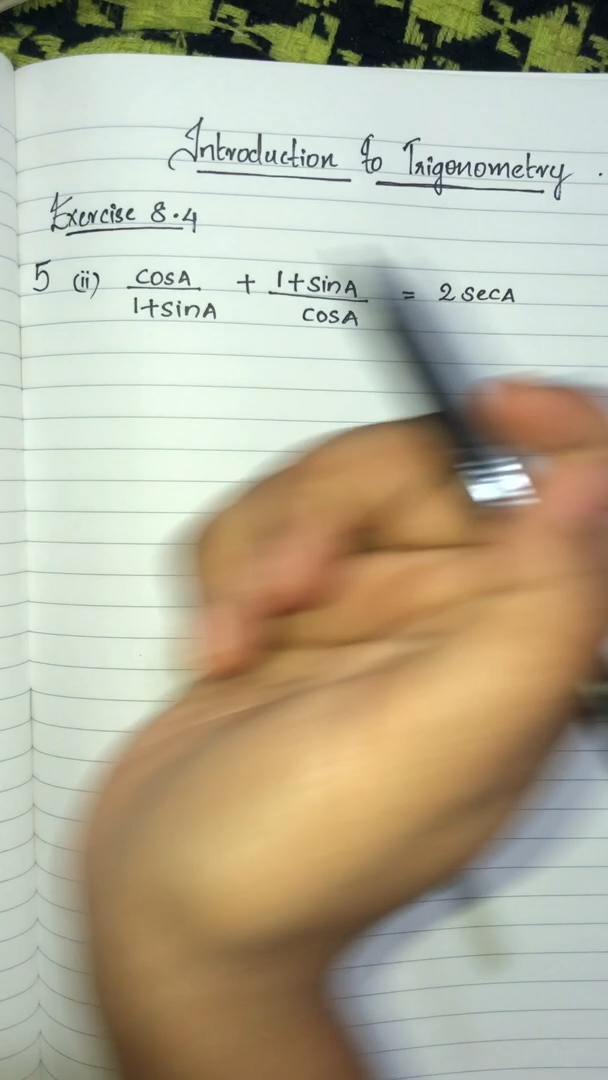 Introduction to Trigonometry.
Exercise 8.4
5 (ii) cosA/1+sinA + 1+sinA/cosA = 2 secA